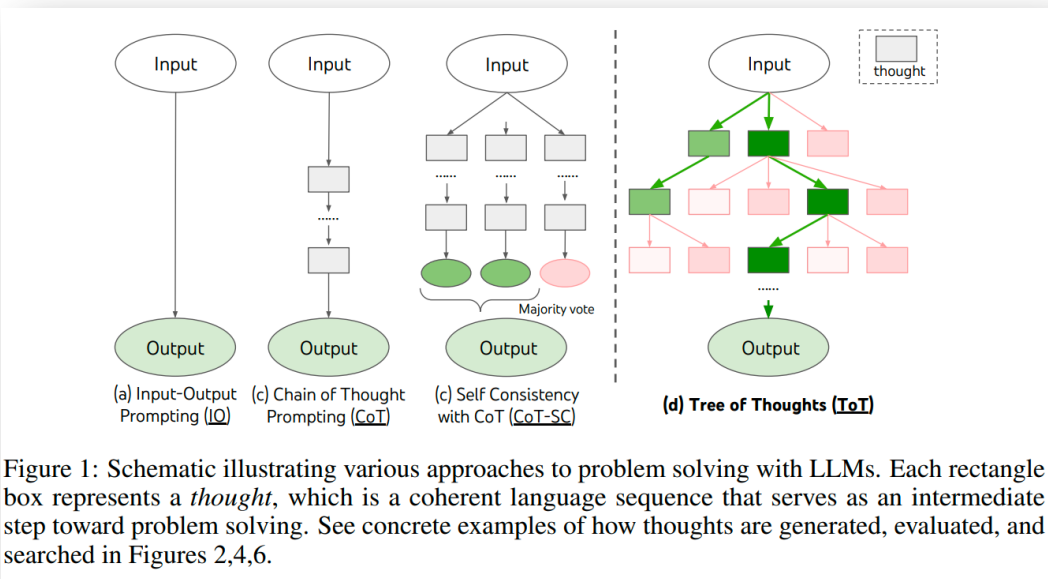 Input
Input
Input
Input
thought
......
......
......
......
......
Majority vote
Output
Output
Output
Output
(a) Input-Output
Prompting (IO)
(c) Chain of Thought
Prompting (CoT)
(c) Self Consistency
with CoT (CoT-SC)
(d) Tree of Thoughts (ToT)
Figure 1: Schematic illustrating various approaches to problem solving with LLMs. Each rectangle
box represents a thought, which is a coherent language sequence that serves as an intermediate
step toward problem solving. See concrete examples of how thoughts are generated, evaluated, and
searched in Figures 2,4,6.